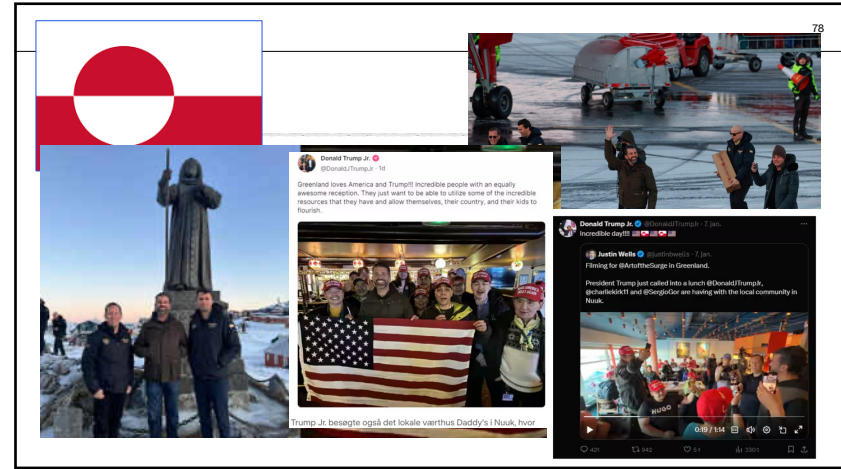 78
Donald Trump Jr.
@DonaldJTrumpJr · 1d
Greenland loves America and Trump!!! Incredible people with an equally
awesome reception. They just want to be able to utilize some of the incredible
resources that they have and allow themselves, their country, and their kids to
flourish.
Trump Jr. besøgte også det lokale værthus Daddy's i Nuuk, hvor
Donald Trump Jr. @DonaldJTrumpJr · 7. jan.
Incredible day!!!!
Justin Wells @justinbwells · 7. jan.
Filming for @ArtoftheSurge in Greenland.
President Trump just called into a lunch @DonaldJTrumpJr,
@charliekirk11 and @SergioGor are having with the local community in
Nuuk.
HUGO
0:19 / 1:14
421
942
51
3301